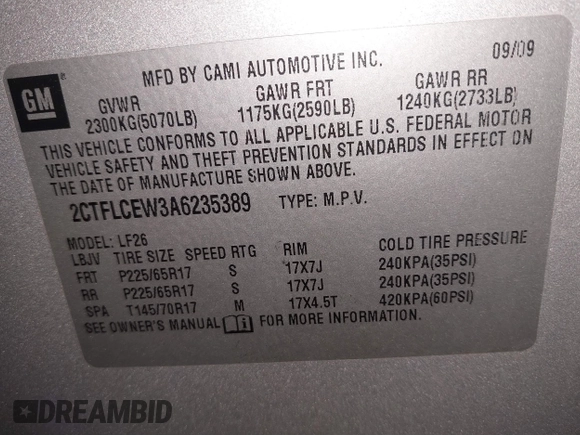 09/09
MFD BY CAMI AUTOMOTIVE INC.
GM
GVWR GAWR FRT GAWR RR
2300KG(5070LB) 1175KG(2590LB) 1240KG(2733LB)
THIS VEHICLE CONFORMS TO ALL APPLICABLE U.S. FEDERAL MOTOR
VEHICLE SAFETY AND THEFT PREVENTION STANDARDS IN EFFECT ON
THE DATE OF MANUFACTURE SHOWN ABOVE.
2CTFLCEW3A6235389 TYPE: M.P.V.
MODEL: LF26
LBJV TIRE SIZE SPEED RTG RIM COLD TIRE PRESSURE
FRT P225/65R17 S 17X7J 240KPA(35PSI)
RR P225/65R17 S 17X7J 240KPA(35PSI)
SPA T145/70R17 M 17X4.5T 420KPA(60PSI)
SEE OWNER'S MANUAL FOR MORE INFORMATION.
DREAMBID